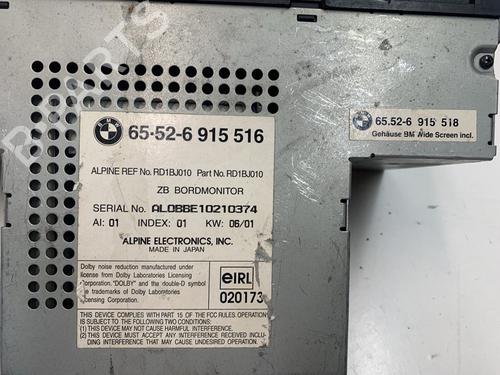 BMW
65·52-6 915 516
ALPINE REF No. RD1BJ010 Part No. RD1BJ010
ZB BORDMONITOR
SERIAL No. AL0BBE10210374
AI: 01 INDEX: 01 KW: 06/01
ALPINE ELECTRONICS, INC.
MADE IN JAPAN
Dolby noise reduction manufactured under
license from Dolby Laboratories Licensing
Corporation. "DOLBY" and the double-D symbol
are trademarks of Dolby Laboratories
Licensing Corporation.
eIRL
020173
THIS DEVICE COMPLIES WITH PART 15 OF THE FCC RULES. OPERATION
IS SUBJECT TO THE FOLLOWING TWO CONDITIONS:
(1) THIS DEVICE MAY NOT CAUSE HARMFUL INTERFERENCE.
(2) THIS DEVICE MUST ACCEPT ANY INTERFERENCE RECEIVED,
INCLUDING INTERFERENCE THAT MAY CAUSE UNDESIRED OPERATION.
65.52-6 915 518
Gehäuse BM Wide Screen incl.